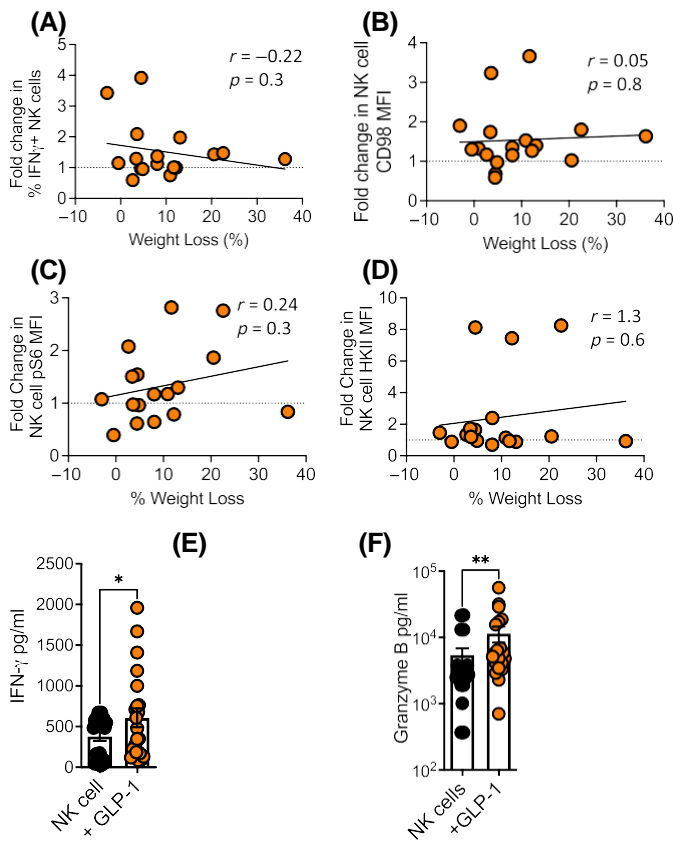 (A)
Fold change in
% IFNγ+ NK cells
5
4
3
2
1
0
−10
0
10
20
30
40
Weight Loss (%)
r = −0.22
p = 0.3
(B)
Fold change in NK cell
CD98 MFI
4
3
2
1
0
−10
0
10
20
30
40
Weight Loss (%)
r = 0.05
p = 0.8
(C)
Fold Change in
NK cell pS6 MFI
3
2
1
0
−10
0
10
20
30
40
% Weight Loss
r = 0.24
p = 0.3
(D)
Fold Change in
NK cell HKII MFI
10
8
6
4
2
0
−10
0
10
20
30
40
% Weight Loss
r = 1.3
p = 0.6
(E)
IFN-γ pg/ml
2500
2000
1500
1000
500
0
*
NK cell
+ GLP-1
(F)
Granzyme B pg/ml
10⁵
10⁴
10³
10²
**
NK cells
+GLP-1